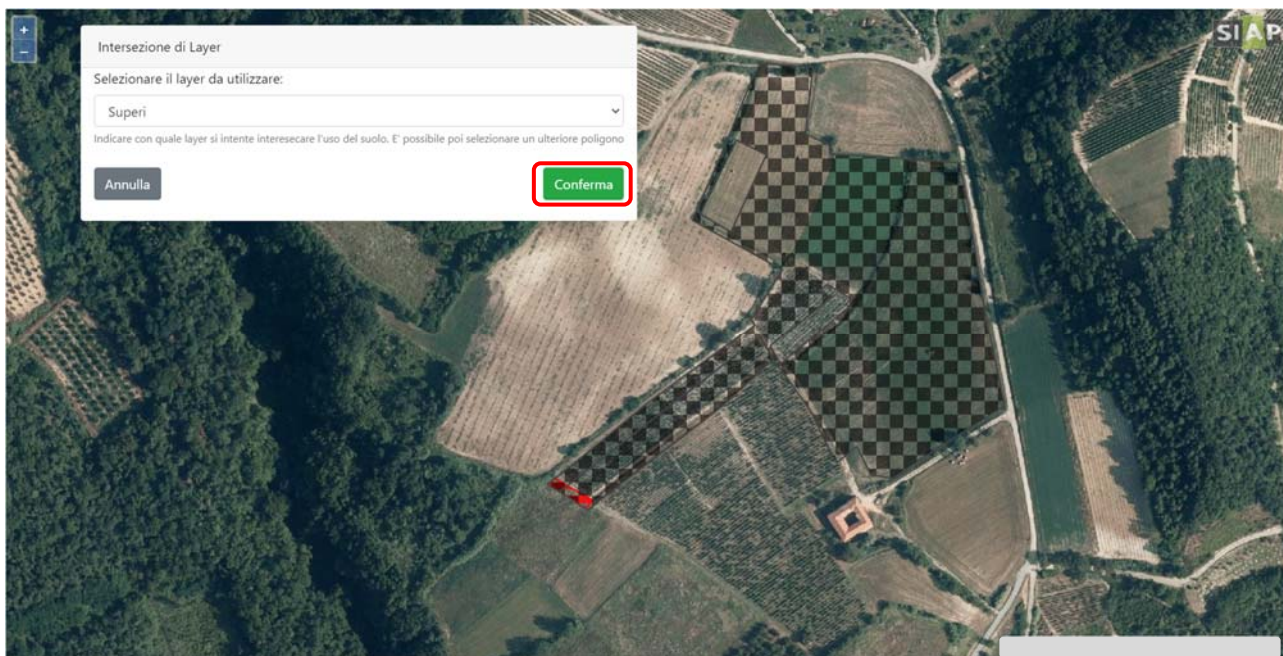 +
SIAP
-
Intersezione di Layer
Selezionare il layer da utilizzare:
Superi
Indicare con quale layer si intente interesecare l'uso del suolo. E' possibile poi selezionare un ulteriore poligono
Annulla
Conferma